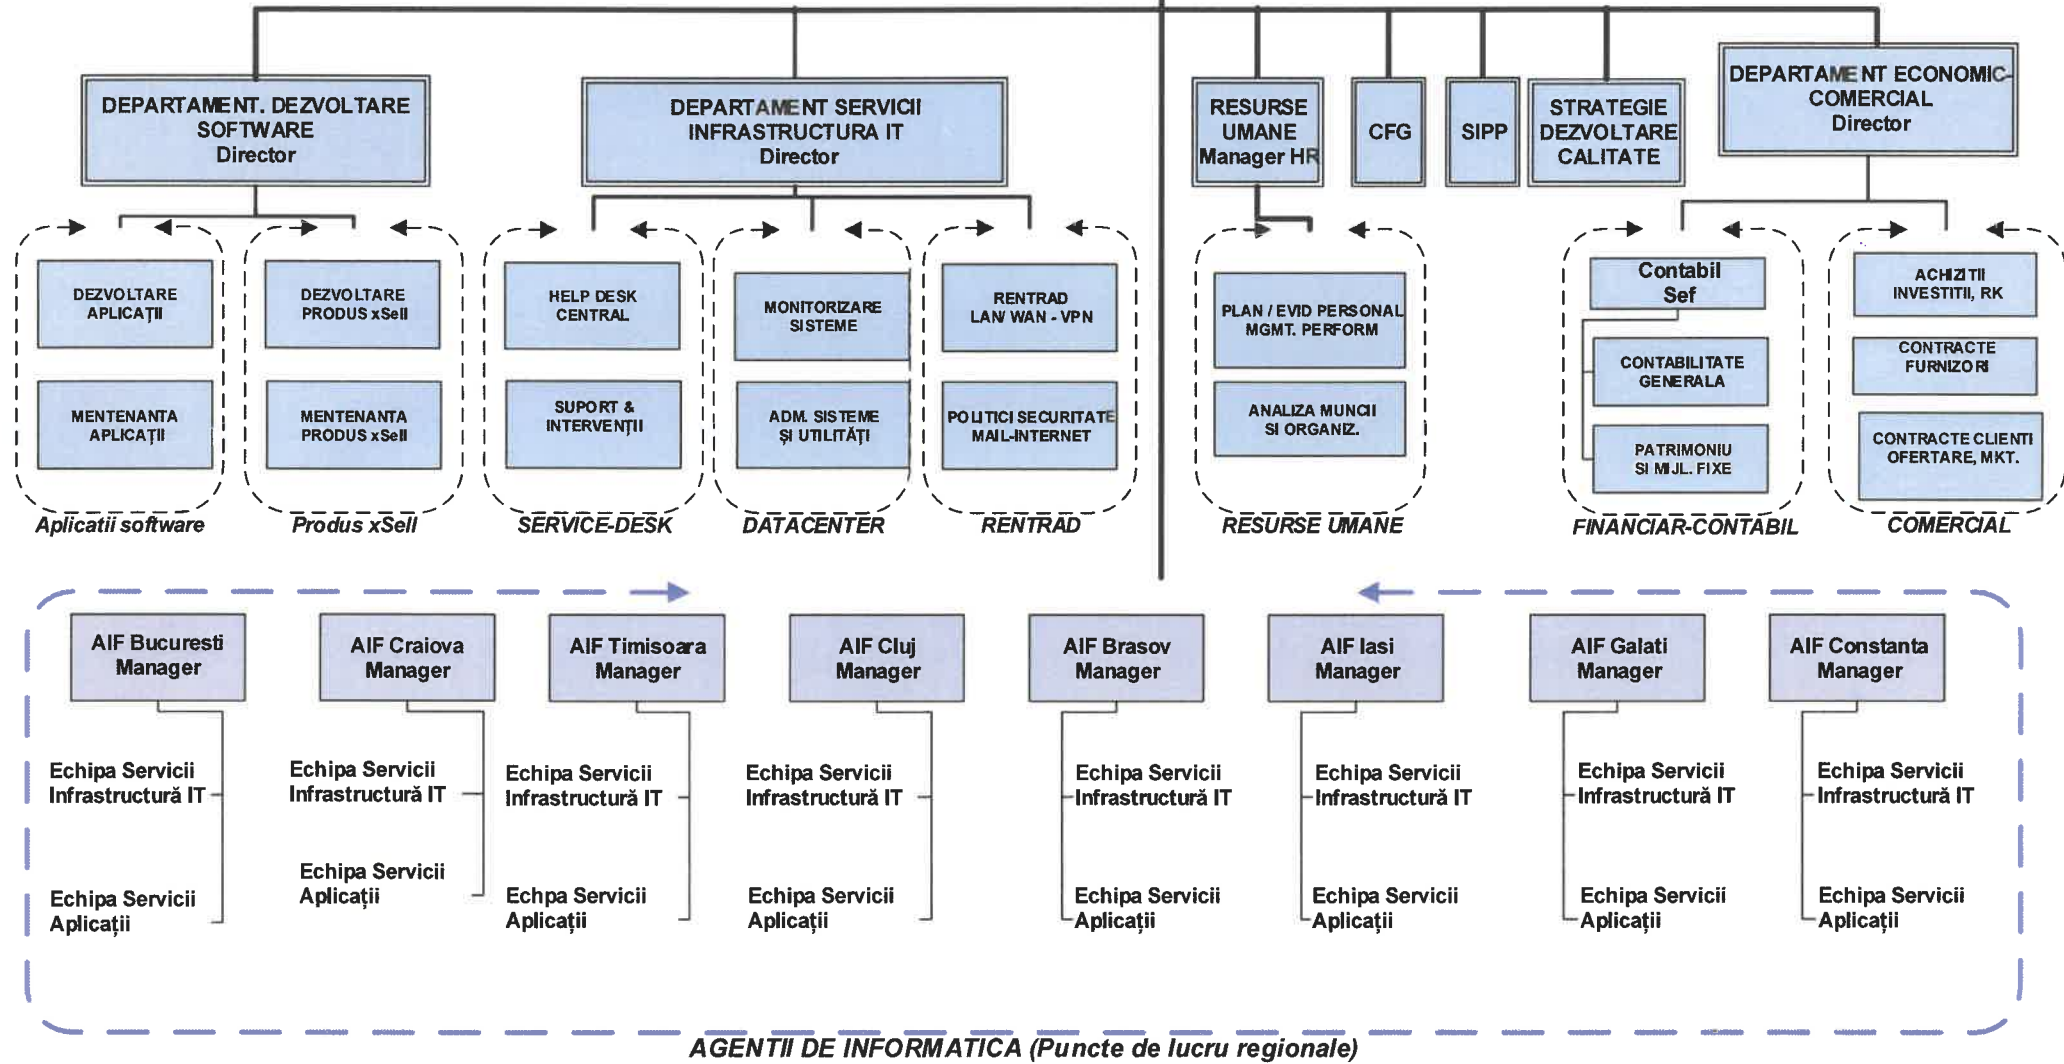 DEPARTAMENT. DEZVOLTARE
SOFTWARE
Director
DEPARTAMENT SERVICII
INFRASTRUCTURA IT
Director
RESURSE
UMANE
Manager HR
CFG
SIPP
STRATEGIE
DEZVOLTARE
CALITATE
DEPARTAMENT ECONOMIC-
COMERCIAL
Director
DEZVOLTARE
APLICAȚII
MENTENANTA
APLICAȚII
Aplicatii software
DEZVOLTARE
PRODUS xSell
MENTENANTA
PRODUS xSell
Produs xSell
HELP DESK
CENTRAL
SUPORT &
INTERVENȚII
SERVICE-DESK
MONITORIZARE
SISTEME
ADM. SISTEME
ȘI UTILITĂȚI
DATACENTER
RENTRAD
LAN/ WAN - VPN
POLITICI SECURITATE
MAIL-INTERNET
RENTRAD
PLAN / EVID PERSONAL
MGMT. PERFORM
ANALIZA MUNCII
SI ORGANIZ.
RESURSE UMANE
Contabil
Sef
CONTABILITATE
GENERALA
PATRIMONIU
SI MIJL. FIXE
FINANCIAR-CONTABIL
ACHIZITII
INVESTITII, RK
CONTRACTE
FURNIZORI
CONTRACTE CLIENTI
OFERTARE, MKT.
COMERCIAL
AIF Bucuresti
Manager
Echipa Servicii
Infrastructură IT
Echipa Servicii
Aplicații
AIF Craiova
Manager
Echipa Servicii
Infrastructură IT
Echipa Servicii
Aplicații
AIF Timisoara
Manager
Echipa Servicii
Infrastructură IT
Echpa Servicii
Aplicații
AIF Cluj
Manager
Echipa Servicii
Infrastructură IT
Echipa Servicii
Aplicații
AIF Brasov
Manager
Echipa Servicii
Infrastructură IT
Echipa Servicii
Aplicații
AIF Iasi
Manager
Echipa Servicii
Infrastructură IT
Echipa Servicii
Aplicații
AIF Galati
Manager
Echipa Servicii
Infrastructură IT
Echipa Servicii
Aplicații
AIF Constanta
Manager
Echipa Servicii
Infrastructură IT
Echipa Servicii
Aplicații
AGENTII DE INFORMATICA (Puncte de lucru regionale)